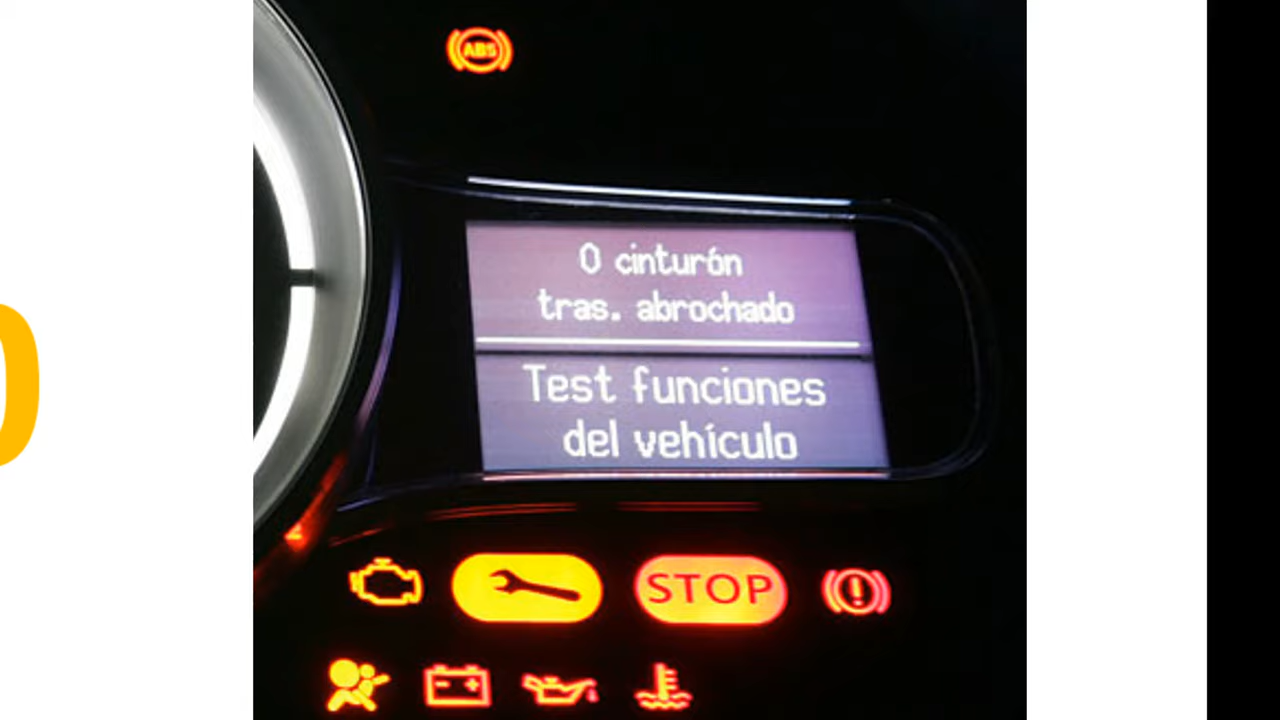 ABS
0 cinturón
tras. abrochado
Test funciones
del vehículo
STOP